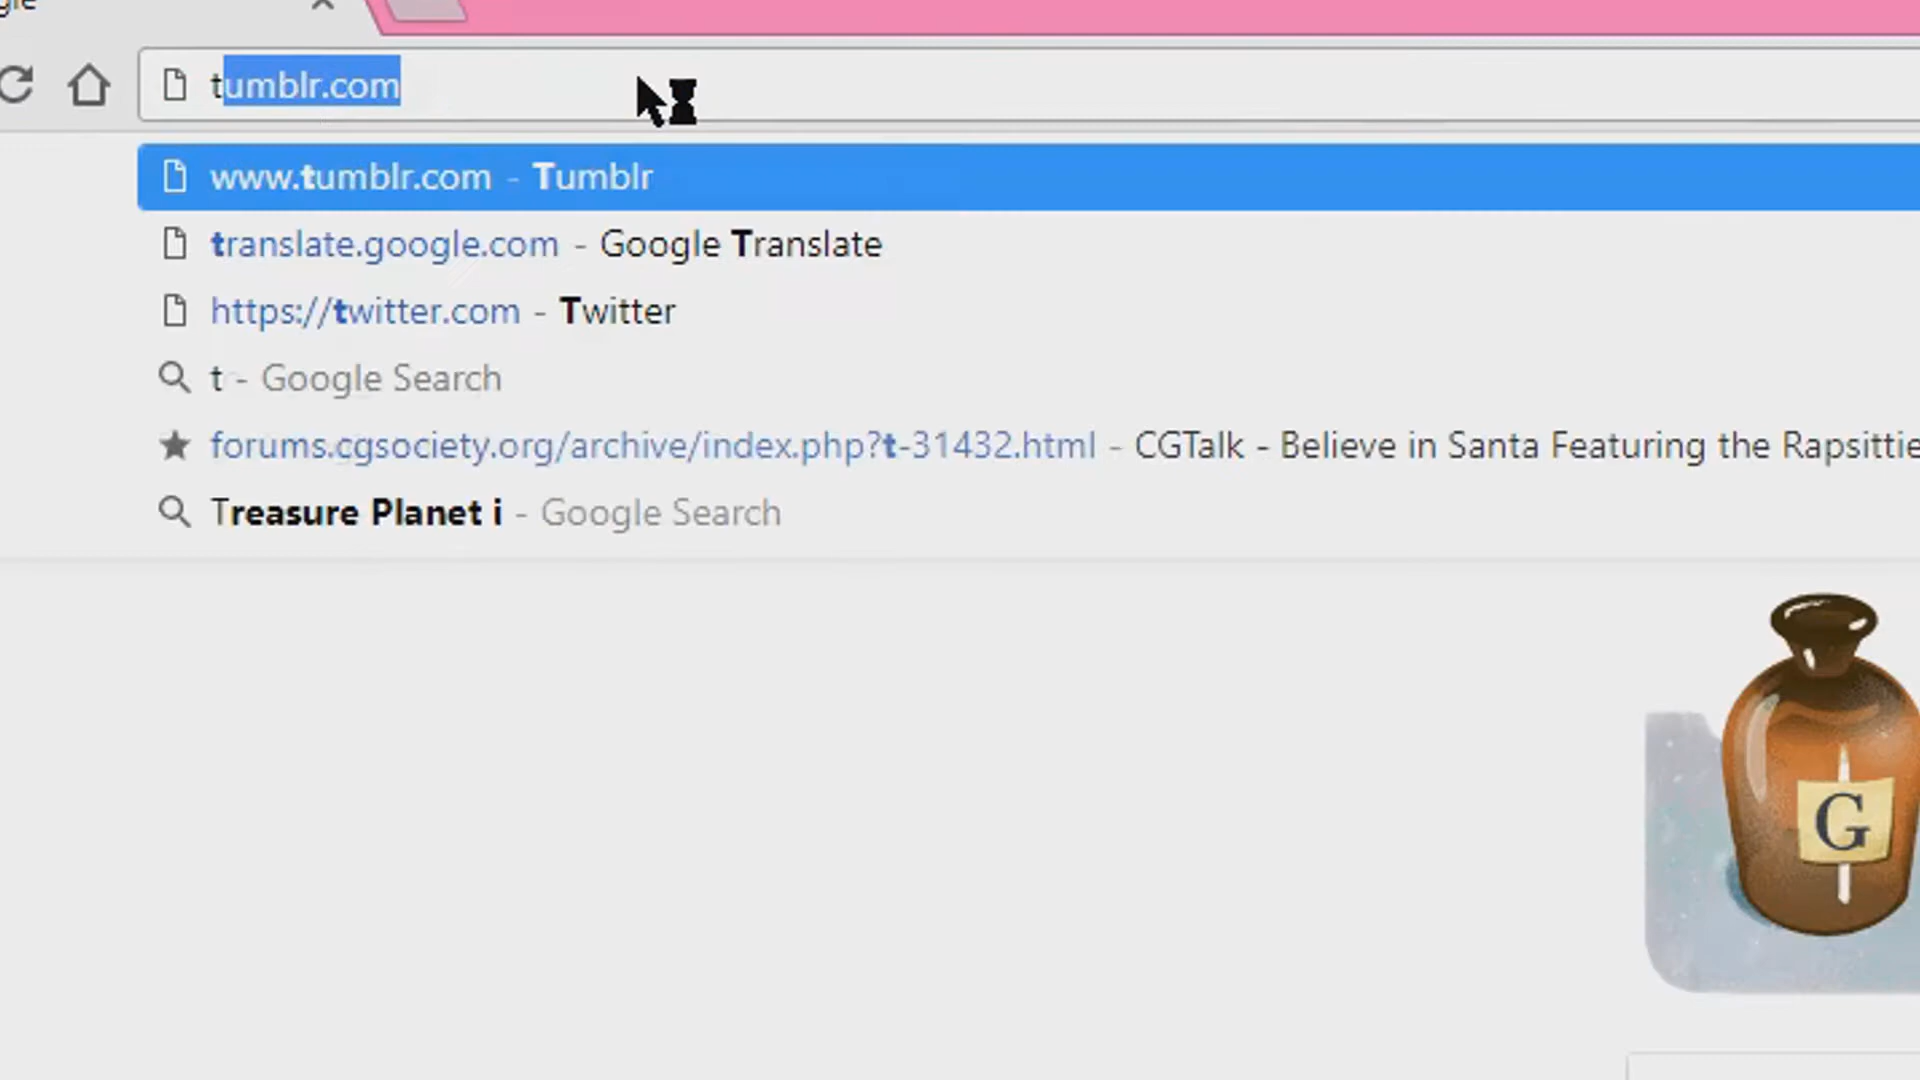 gle
tumblr.com
www.tumblr.com - Tumblr
translate.google.com - Google Translate
https://twitter.com - Twitter
t - Google Search
forums.cgsociety.org/archive/index.php?t-31432.html - CGTalk - Believe in Santa Featuring the Rapsittie
Treasure Planet i - Google Search
G